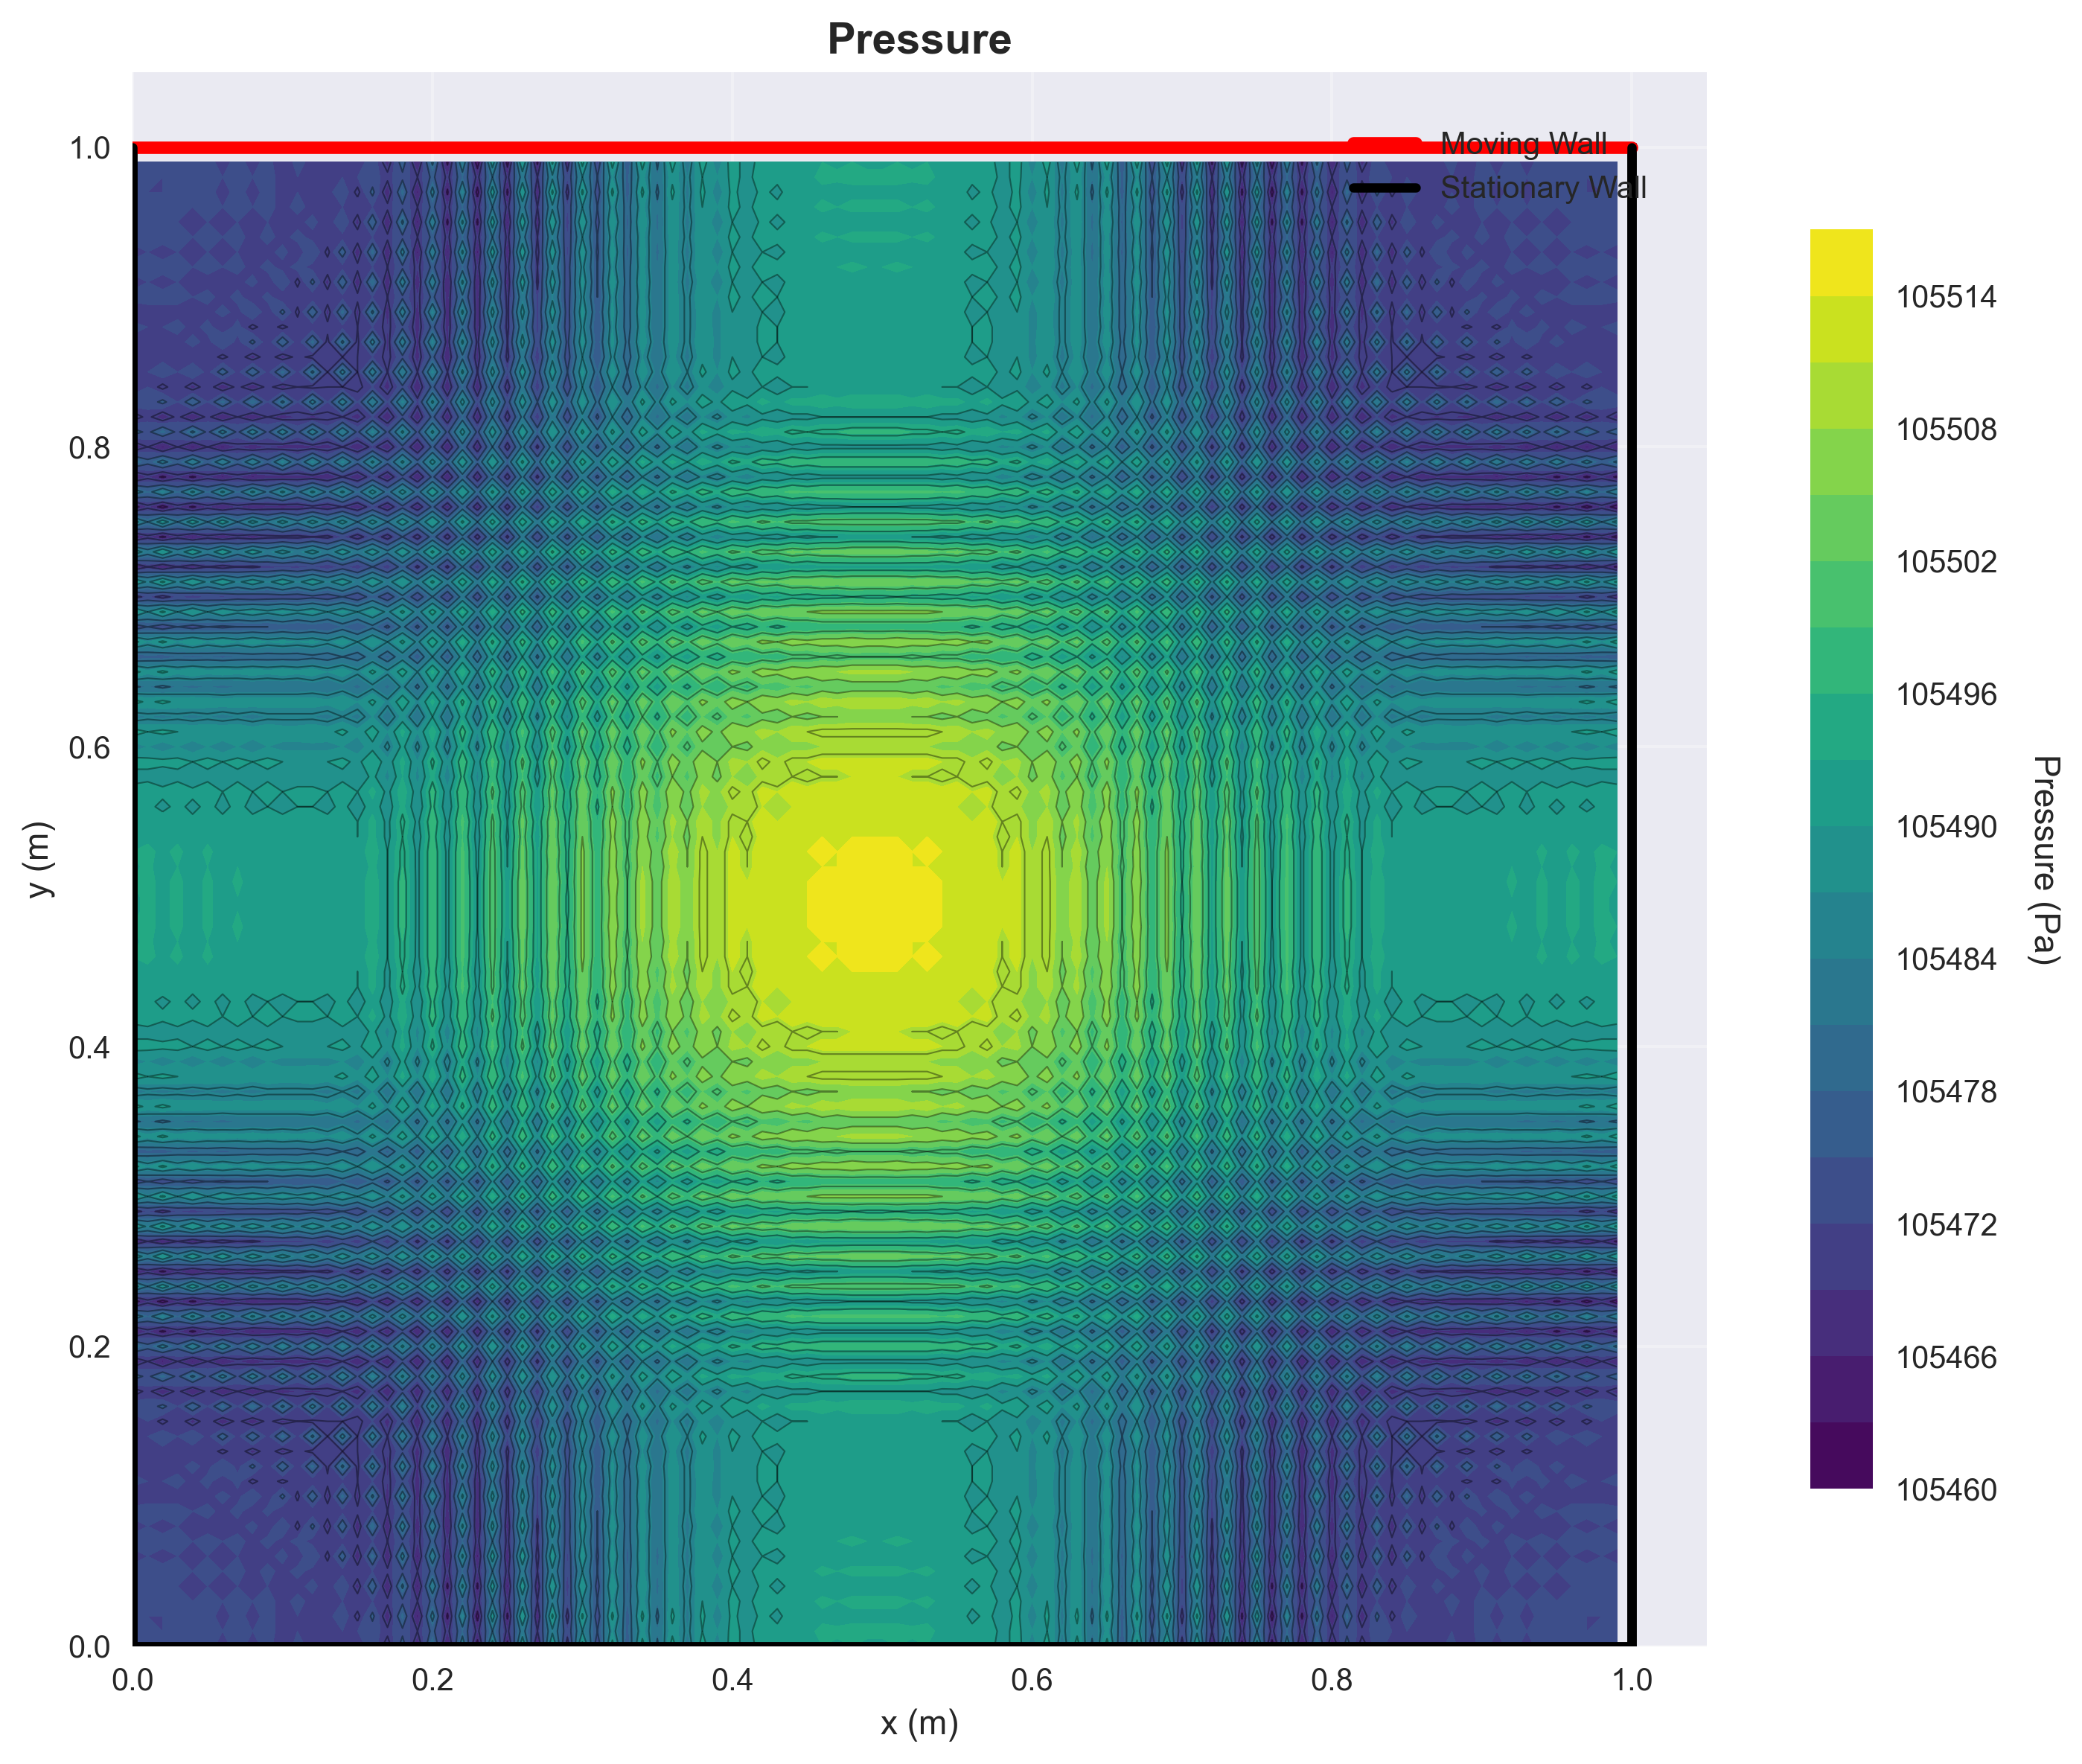 Pressure
Moving Wall
Stationary Wall
1.0
0.8
0.6
0.4
0.2
0.0
y (m)
0.0 0.2 0.4 0.6 0.8 1.0
x (m)
105514
105508
105502
105496
105490
105484
105478
105472
105466
105460
Pressure (Pa)